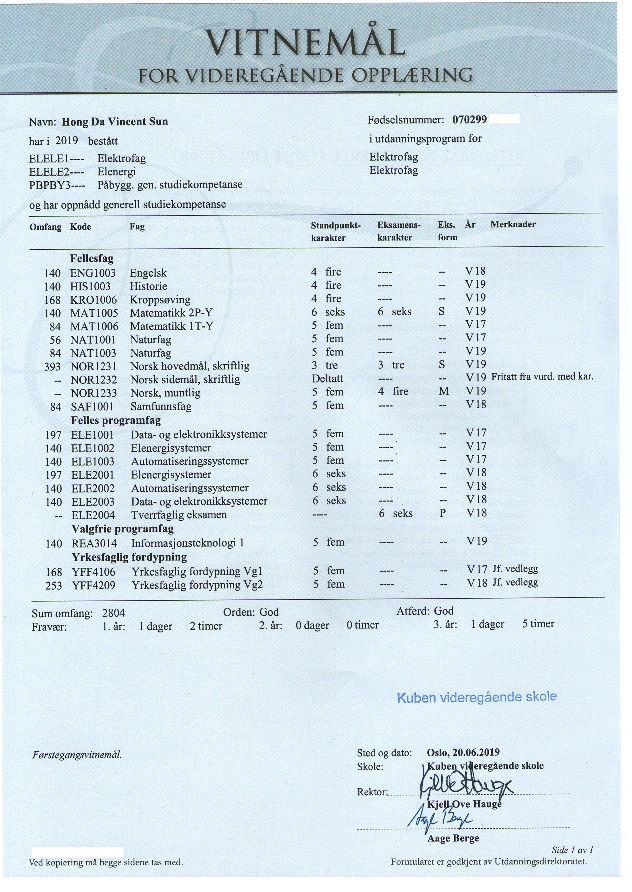 VITNEMÅL
FOR VIDEREGÅENDE OPPLÆRING
Navn: Hong Da Vincent Sun Fødselsnummer: 070299
har i 2019 bestått i utdanningsprogram for
ELELE1---- Elektrofag Elektrofag
ELELE2---- Elenergi Elektrofag
PBPBY3---- Påbygg. gen. studiekompetanse
og har oppnådd generell studiekompetanse
Omfang Kode Fag Standpunkt-karakter Eksamens-karakter Eks. form År Merknader
Fellesfag
140 ENG1003 Engelsk 4 fire ---- -- V18
140 HIS1003 Historie 4 fire ---- -- V19
168 KRO1006 Kroppsøving 4 fire ---- -- V19
140 MAT1005 Matematikk 2P-Y 6 seks 6 seks S V19
84 MAT1006 Matematikk 1T-Y 5 fem ---- -- V17
56 NAT1001 Naturfag 5 fem ---- -- V17
84 NAT1003 Naturfag 5 fem ---- -- V19
393 NOR1231 Norsk hovedmål, skriftlig 3 tre 3 tre S V19
-- NOR1232 Norsk sidemål, skriftlig Deltatt ---- -- V19 Fritatt fra vurd. med kar.
-- NOR1233 Norsk, muntlig 5 fem 4 fire M V19
84 SAF1001 Samfunnsfag 5 fem ---- -- V18
Felles programfag
197 ELE1001 Data- og elektronikksystemer 5 fem ---- -- V17
140 ELE1002 Elenergisystemer 5 fem ---- -- V17
140 ELE1003 Automatiseringssystemer 5 fem ---- -- V17
197 ELE2001 Elenergisystemer 6 seks ---- -- V18
140 ELE2002 Automatiseringssystemer 6 seks ---- -- V18
140 ELE2003 Data- og elektronikksystemer 6 seks ---- -- V18
-- ELE2004 Tverrfaglig eksamen ---- 6 seks P V18
Valgfrie programfag
140 REA3014 Informasjonsteknologi 1 5 fem ---- -- V19
Yrkesfaglig fordypning
168 YFF4106 Yrkesfaglig fordypning Vg1 5 fem ---- -- V17 Jf. vedlegg
253 YFF4209 Yrkesfaglig fordypning Vg2 5 fem ---- -- V18 Jf. vedlegg
Sum omfang: 2804 Orden: God Atferd: God
Fravær: 1. år: 1 dager 2 timer 2. år: 0 dager 0 timer 3. år: 1 dager 5 timer
Kuben videregående skole
Førstegangsvitnemål.
Sted og dato: Oslo, 20.06.2019
Skole: Kuben videregående skole
Rektor:
Kjell Ove Hauge
Aage Berge
Aage Berge
Side 1 av 1
Ved kopiering må begge sidene tas med. Formularet er godkjent av Utdanningsdirektoratet.